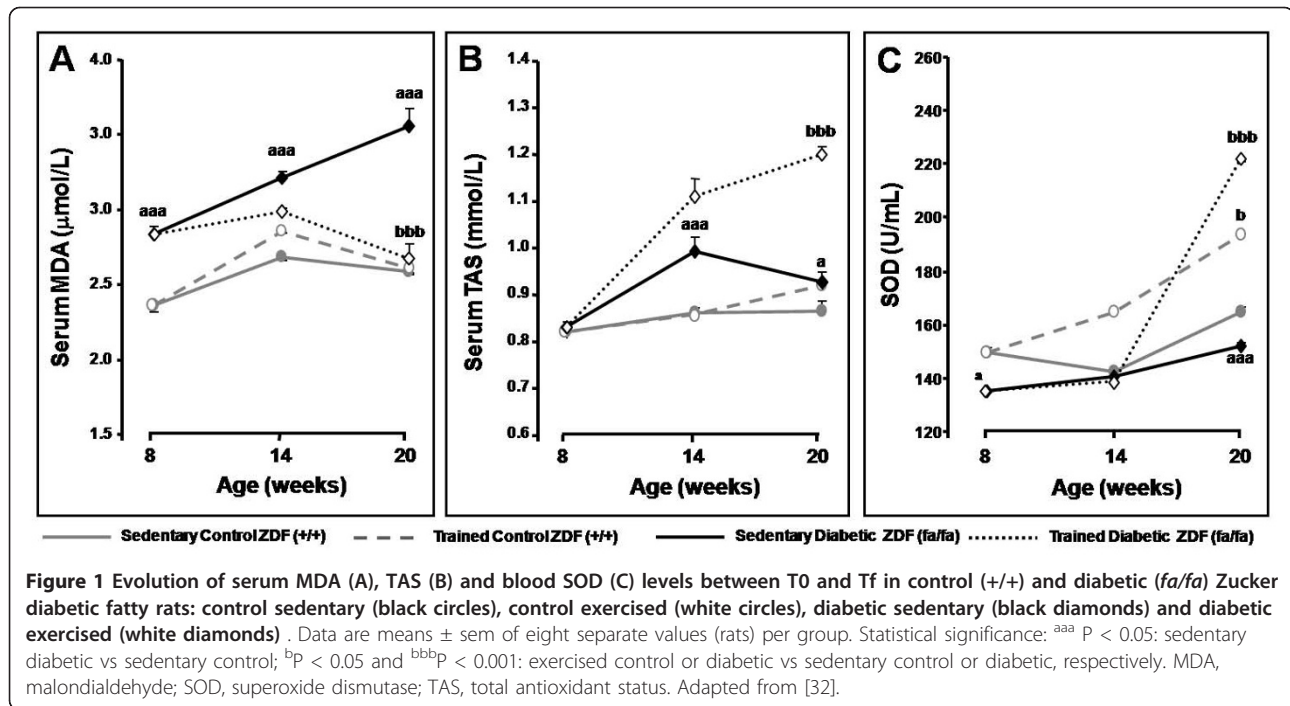 A
4.0
3.0
3.0
2.5
2.0
1.5
Serum MDA (μmol/L)
aaa
aaa
aaa
bbb
8
14
20
Age (weeks)
B
1.4
1.3
1.2
1.1
1.0
0.9
0.8
0.7
0.6
Serum TAS (mmol/L)
bbb
aaa
a
8
14
20
Age (weeks)
C
260
240
220
200
180
160
140
120
SOD (U/mL)
bbb
b
a
aaa
8
14
20
Age (weeks)
Sedentary Control ZDF (+/+) Trained Control ZDF (+/+) Sedentary Diabetic ZDF (fa/fa) Trained Diabetic ZDF (fa/fa)
Figure 1 Evolution of serum MDA (A), TAS (B) and blood SOD (C) levels between T0 and Tf in control (+/+) and diabetic (fa/fa) Zucker
diabetic fatty rats: control sedentary (black circles), control exercised (white circles), diabetic sedentary (black diamonds) and diabetic
exercised (white diamonds) . Data are means ± sem of eight separate values (rats) per group. Statistical significance: aaa P < 0.05: sedentary
diabetic vs sedentary control; bP < 0.05 and bbbP < 0.001: exercised control or diabetic vs sedentary control or diabetic, respectively. MDA,
malondialdehyde; SOD, superoxide dismutase; TAS, total antioxidant status. Adapted from [32].